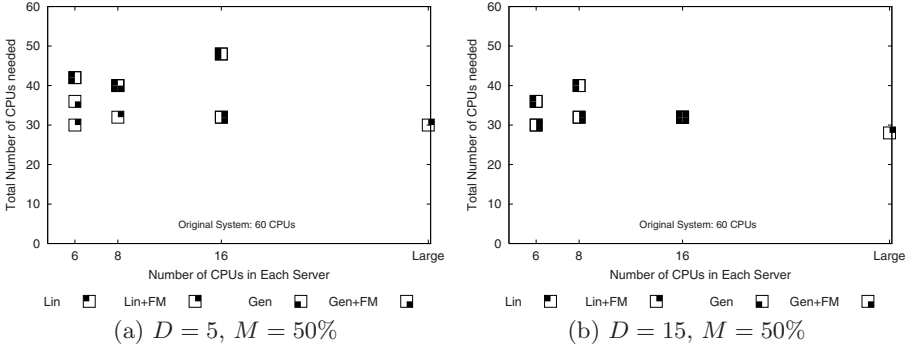 60
50
40
30
20
10
0
Total Number of CPUs needed
Original System: 60 CPUs
6 8 16 Large
Number of CPUs in Each Server
Lin Lin+FM Gen Gen+FM
(a) D = 5, M = 50%
60
50
40
30
20
10
0
Total Number of CPUs needed
Original System: 60 CPUs
6 8 16 Large
Number of CPUs in Each Server
Lin Lin+FM Gen Gen+FM
(b) D = 15, M = 50%